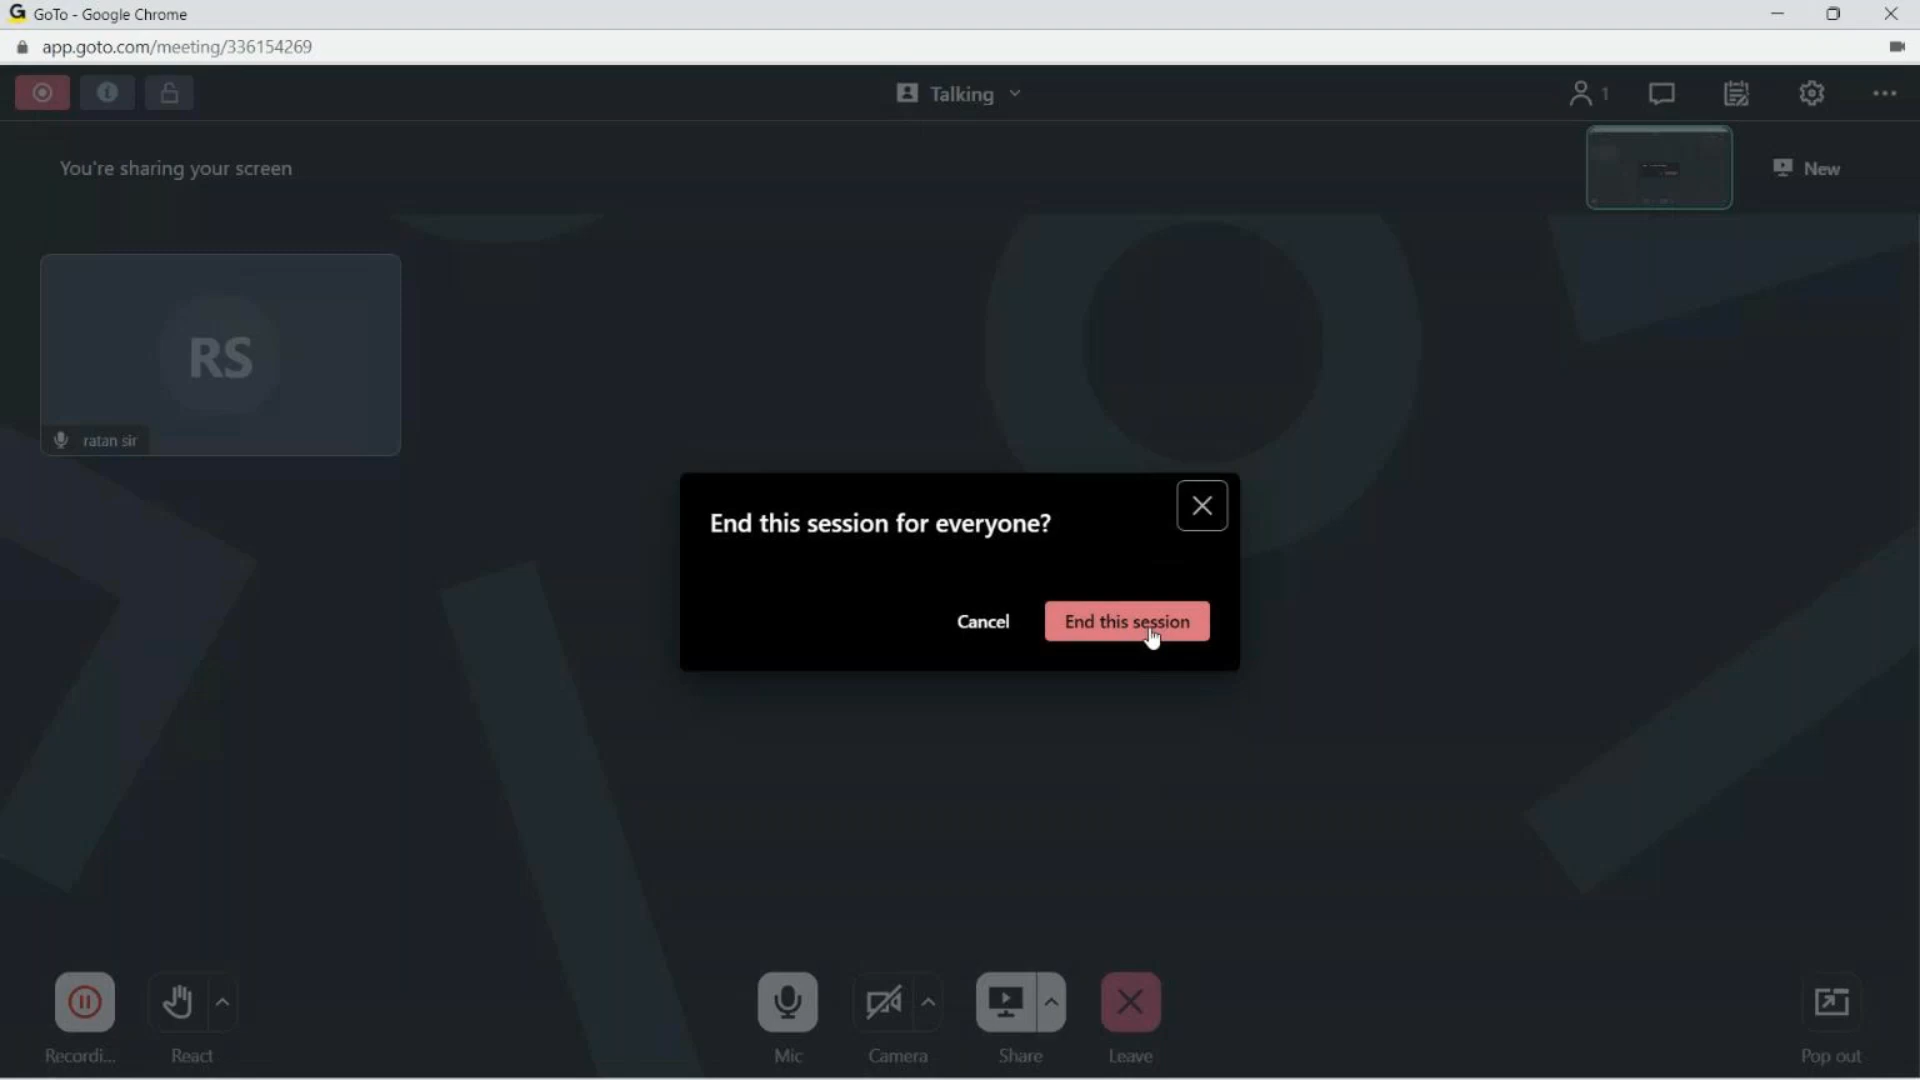 G GoTo - Google Chrome
app.goto.com/meeting/336154269
Talking
1
You're sharing your screen
New
RS
ratan sir
End this session for everyone?
Cancel
End this session
Recordi...
React
Mic
Camera
Share
Leave
Pop out